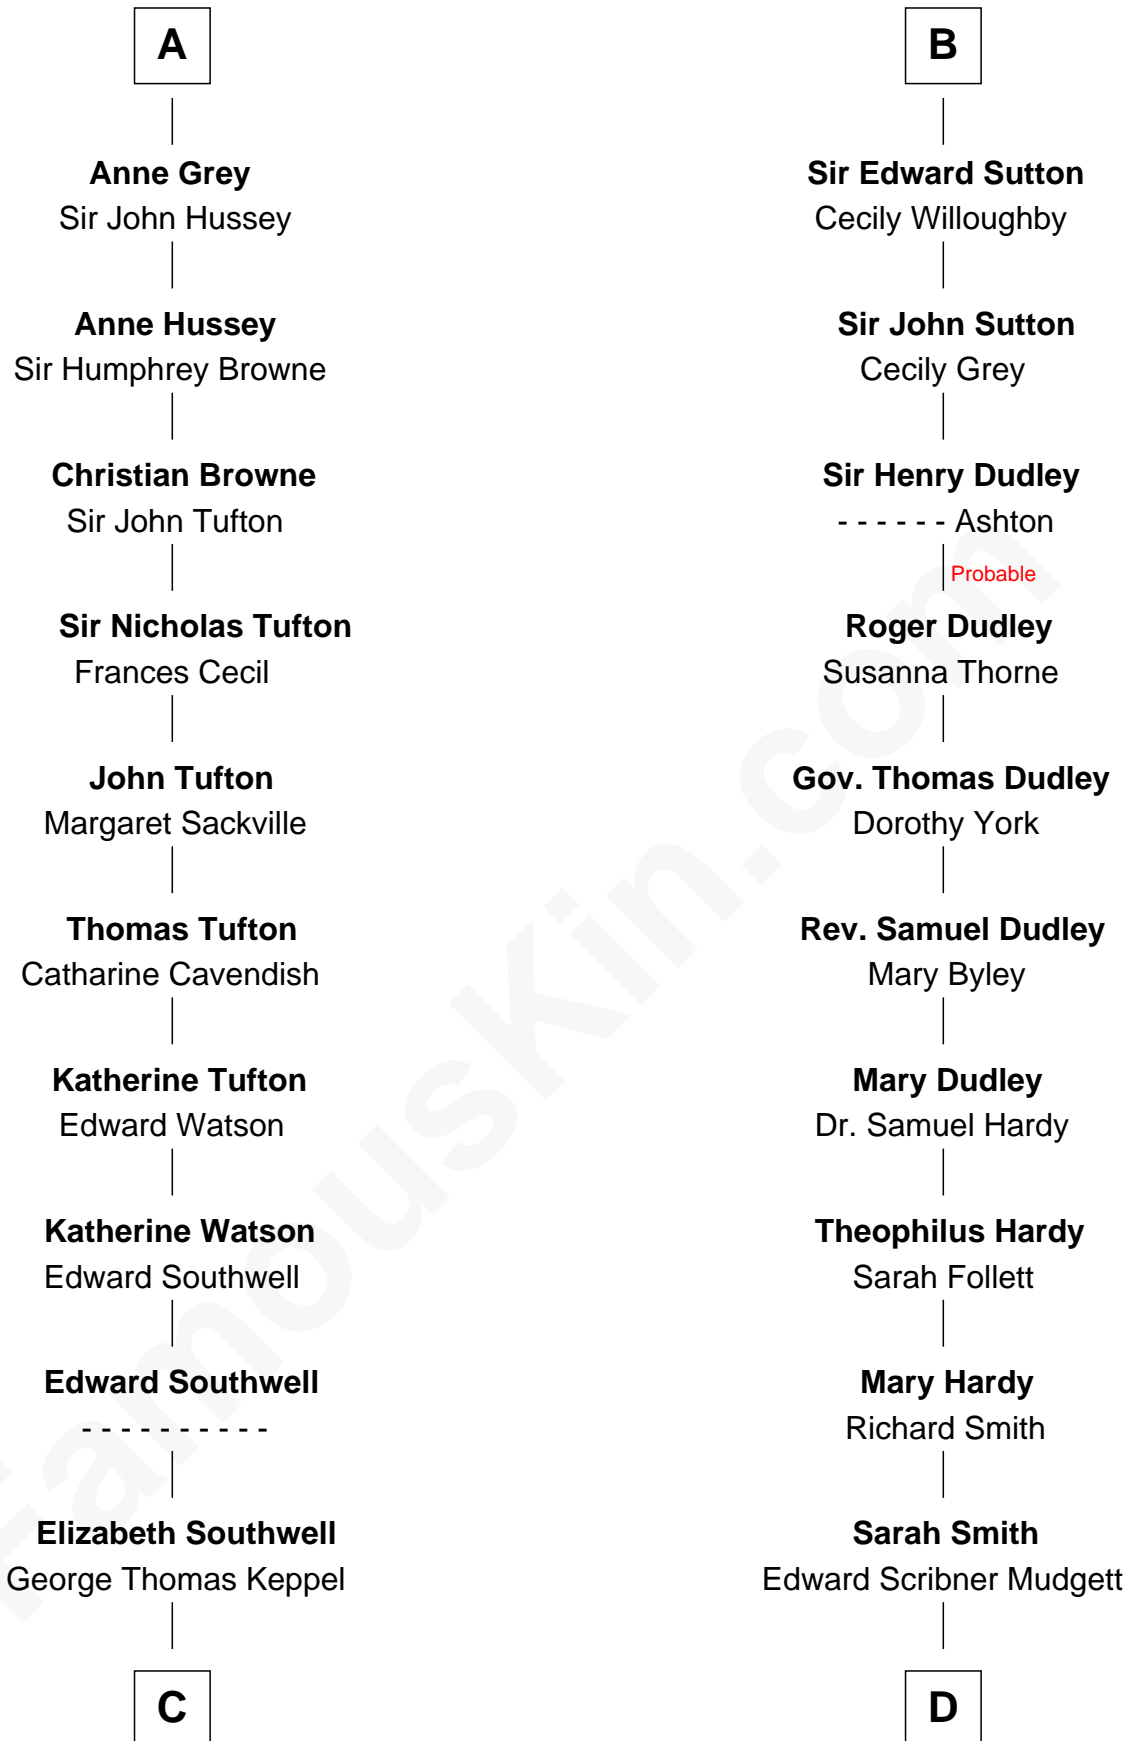 A
Anne Grey
Sir John Hussey
Anne Hussey
Sir Humphrey Browne
Christian Browne
Sir John Tufton
Sir Nicholas Tufton
Frances Cecil
John Tufton
Margaret Sackville
Thomas Tufton
Catharine Cavendish
Katherine Tufton
Edward Watson
Katherine Watson
Edward Southwell
Edward Southwell
- - - - - - - - - -
Elizabeth Southwell
George Thomas Keppel
C
B
Sir Edward Sutton
Cecily Willoughby
Sir John Sutton
Cecily Grey
Sir Henry Dudley
- - - - - - Ashton
Probable
Roger Dudley
Susanna Thorne
Gov. Thomas Dudley
Dorothy York
Rev. Samuel Dudley
Mary Byley
Mary Dudley
Dr. Samuel Hardy
Theophilus Hardy
Sarah Follett
Mary Hardy
Richard Smith
Sarah Smith
Edward Scribner Mudgett
D
FamousKin.com